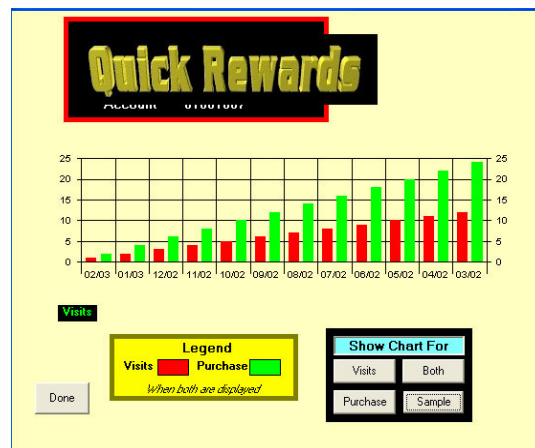 Quick Rewards
Account 01001007
25 25
20 20
15 15
10 10
5 5
0 0
02/03 01/03 12/02 11/02 10/02 09/02 08/02 07/02 06/02 05/02 04/02 03/02
Visits
Legend
Visits Purchase
When both are displayed
Show Chart For
Visits Both
Purchase Sample
Done